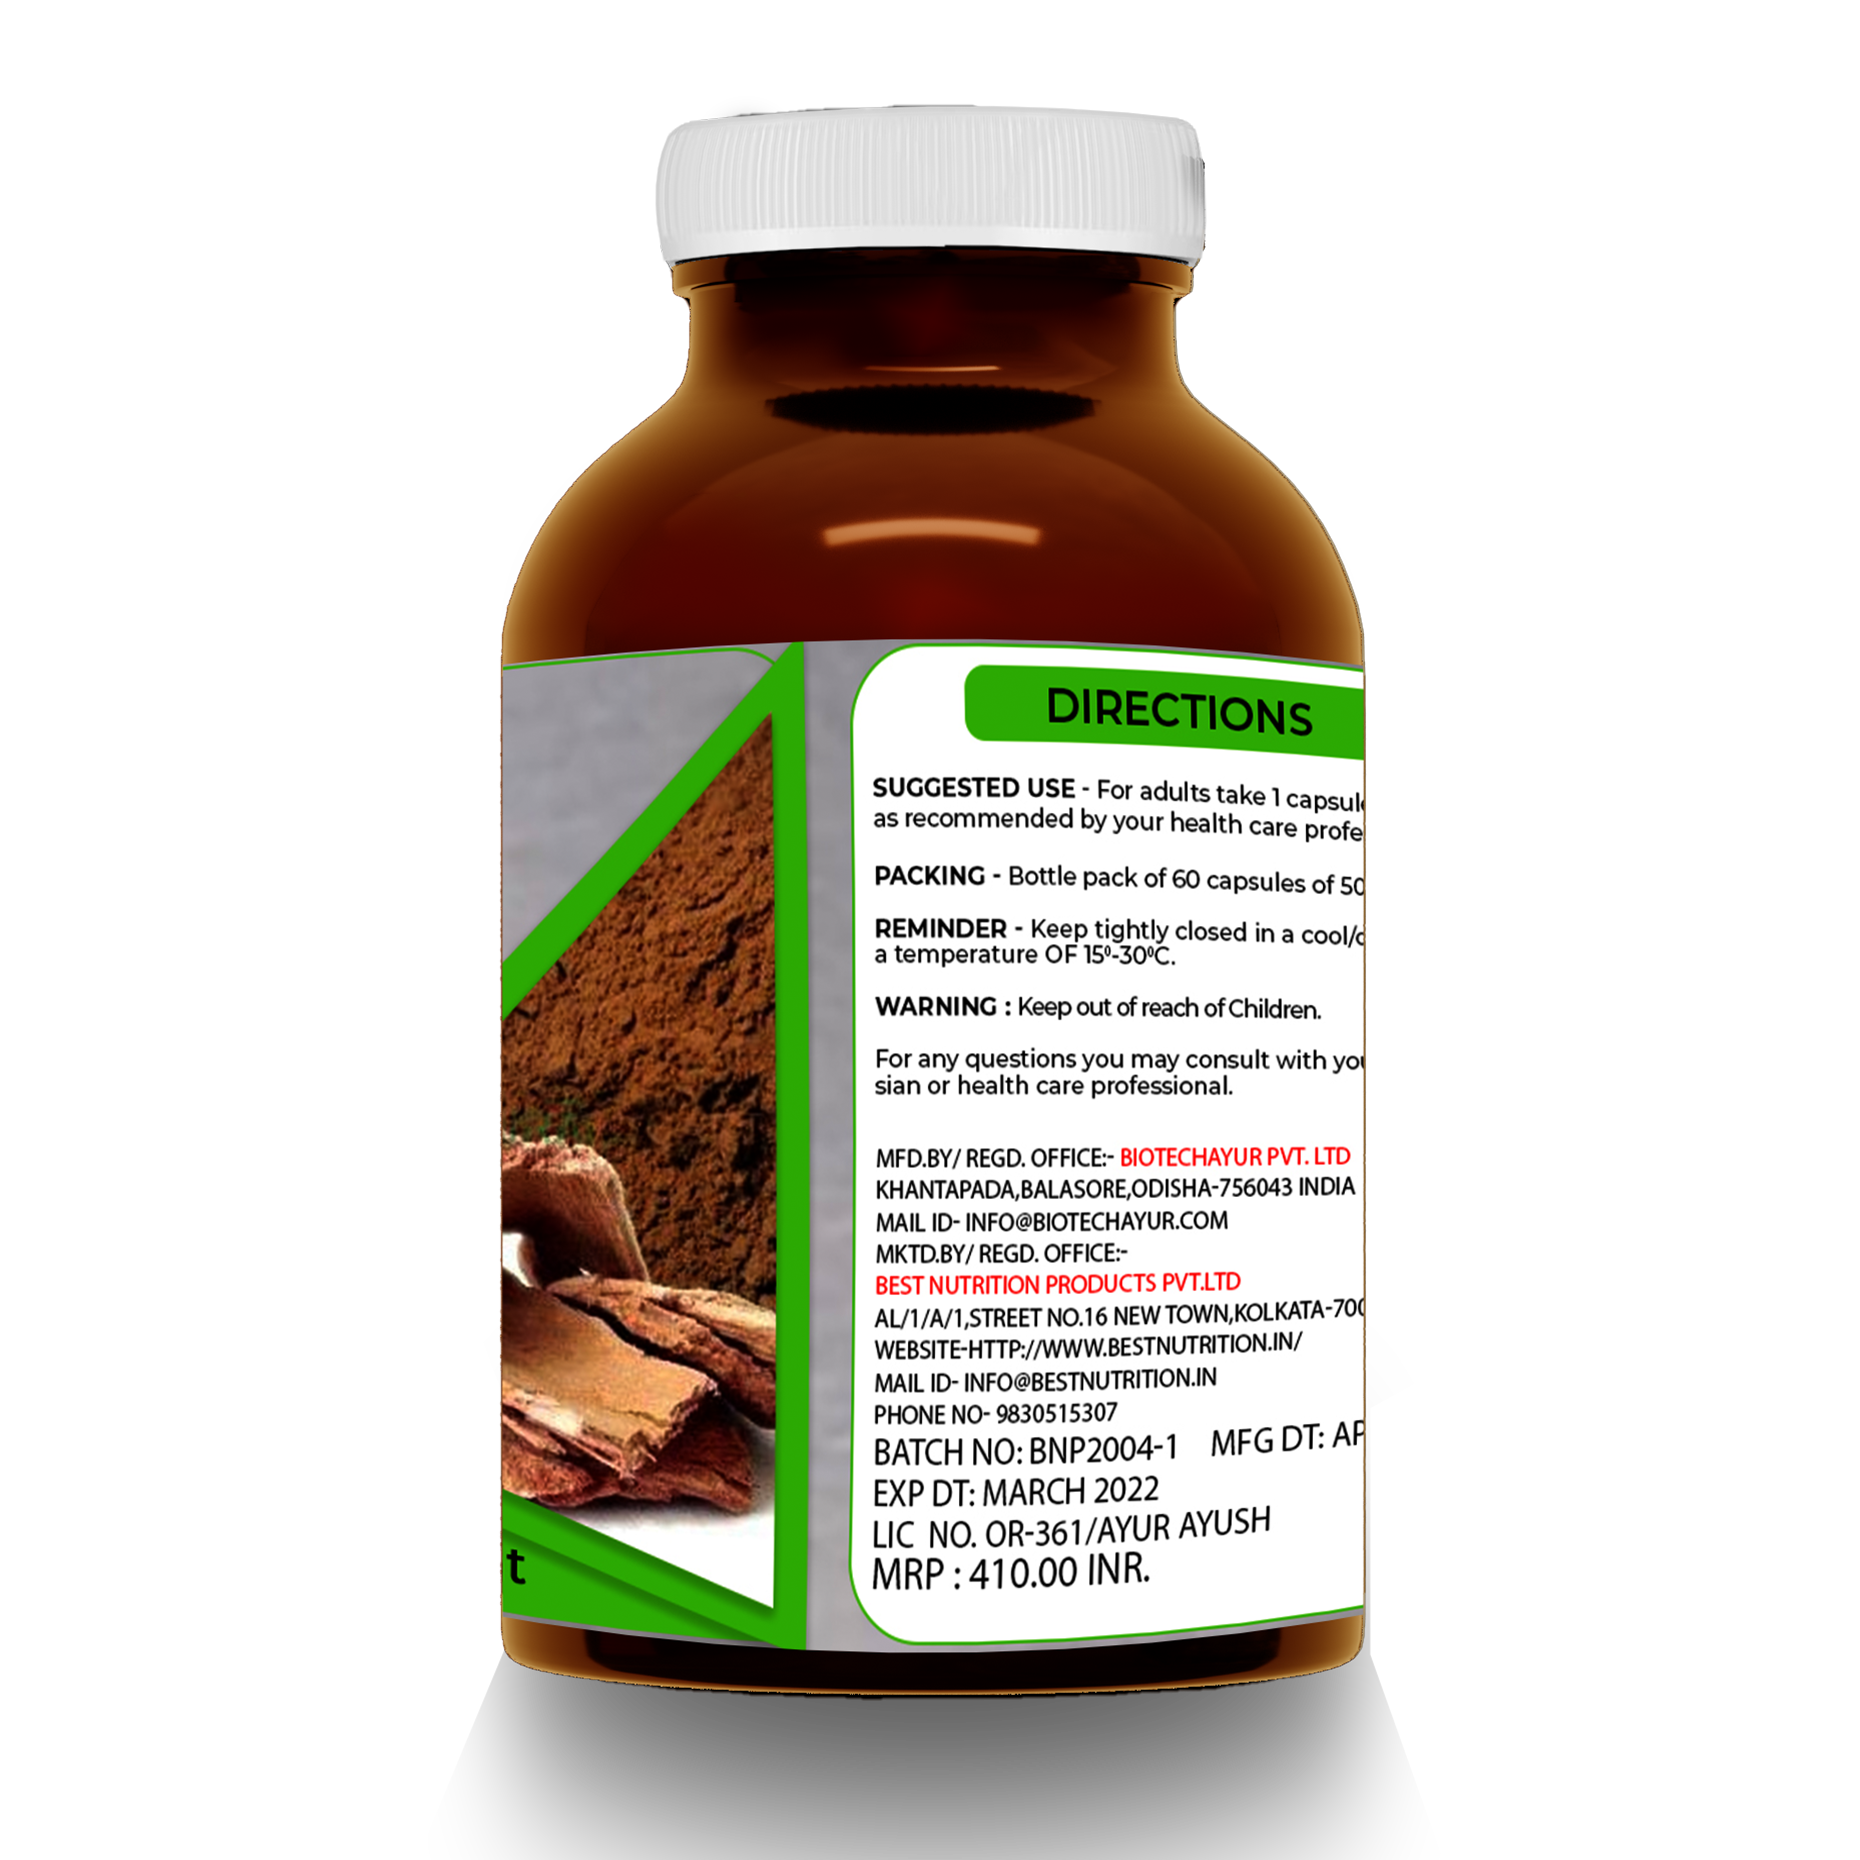 DIRECTIONS
SUGGESTED USE - For adults take 1
as recommended by your health care
PACKING - Bottle pack of 60 capsules of
REMINDER - Keep tightly closed in a
a temperature OF 15⁰-30⁰C.
WARNING : Keep out of reach of Children.
For any questions you may consult with
sian or health care professional.
MFD.BY/ REGD. OFFICE:- BIOTECHAYUR PVT. LTD
KHANTAPADA,BALASORE,ODISHA-756043 INDIA
MAIL ID- INFO@BIOTECHAYUR.COM
MKTD.BY/ REGD. OFFICE:-
BEST NUTRITION PRODUCTS PVT.LTD
AL/1/A/1,STREET NO.16 NEW TOWN,KOLKATA-700
WEBSITE-HTTP://WWW.BESTNUTRITION.IN/
MAIL ID- INFO@BESTNUTRITION.IN
PHONE NO- 9830515307
BATCH NO: BNP2004-1 MFG DT: AP
EXP DT: MARCH 2022
LIC NO. OR-361/AYUR AYUSH
MRP : 410.00 INR.
t